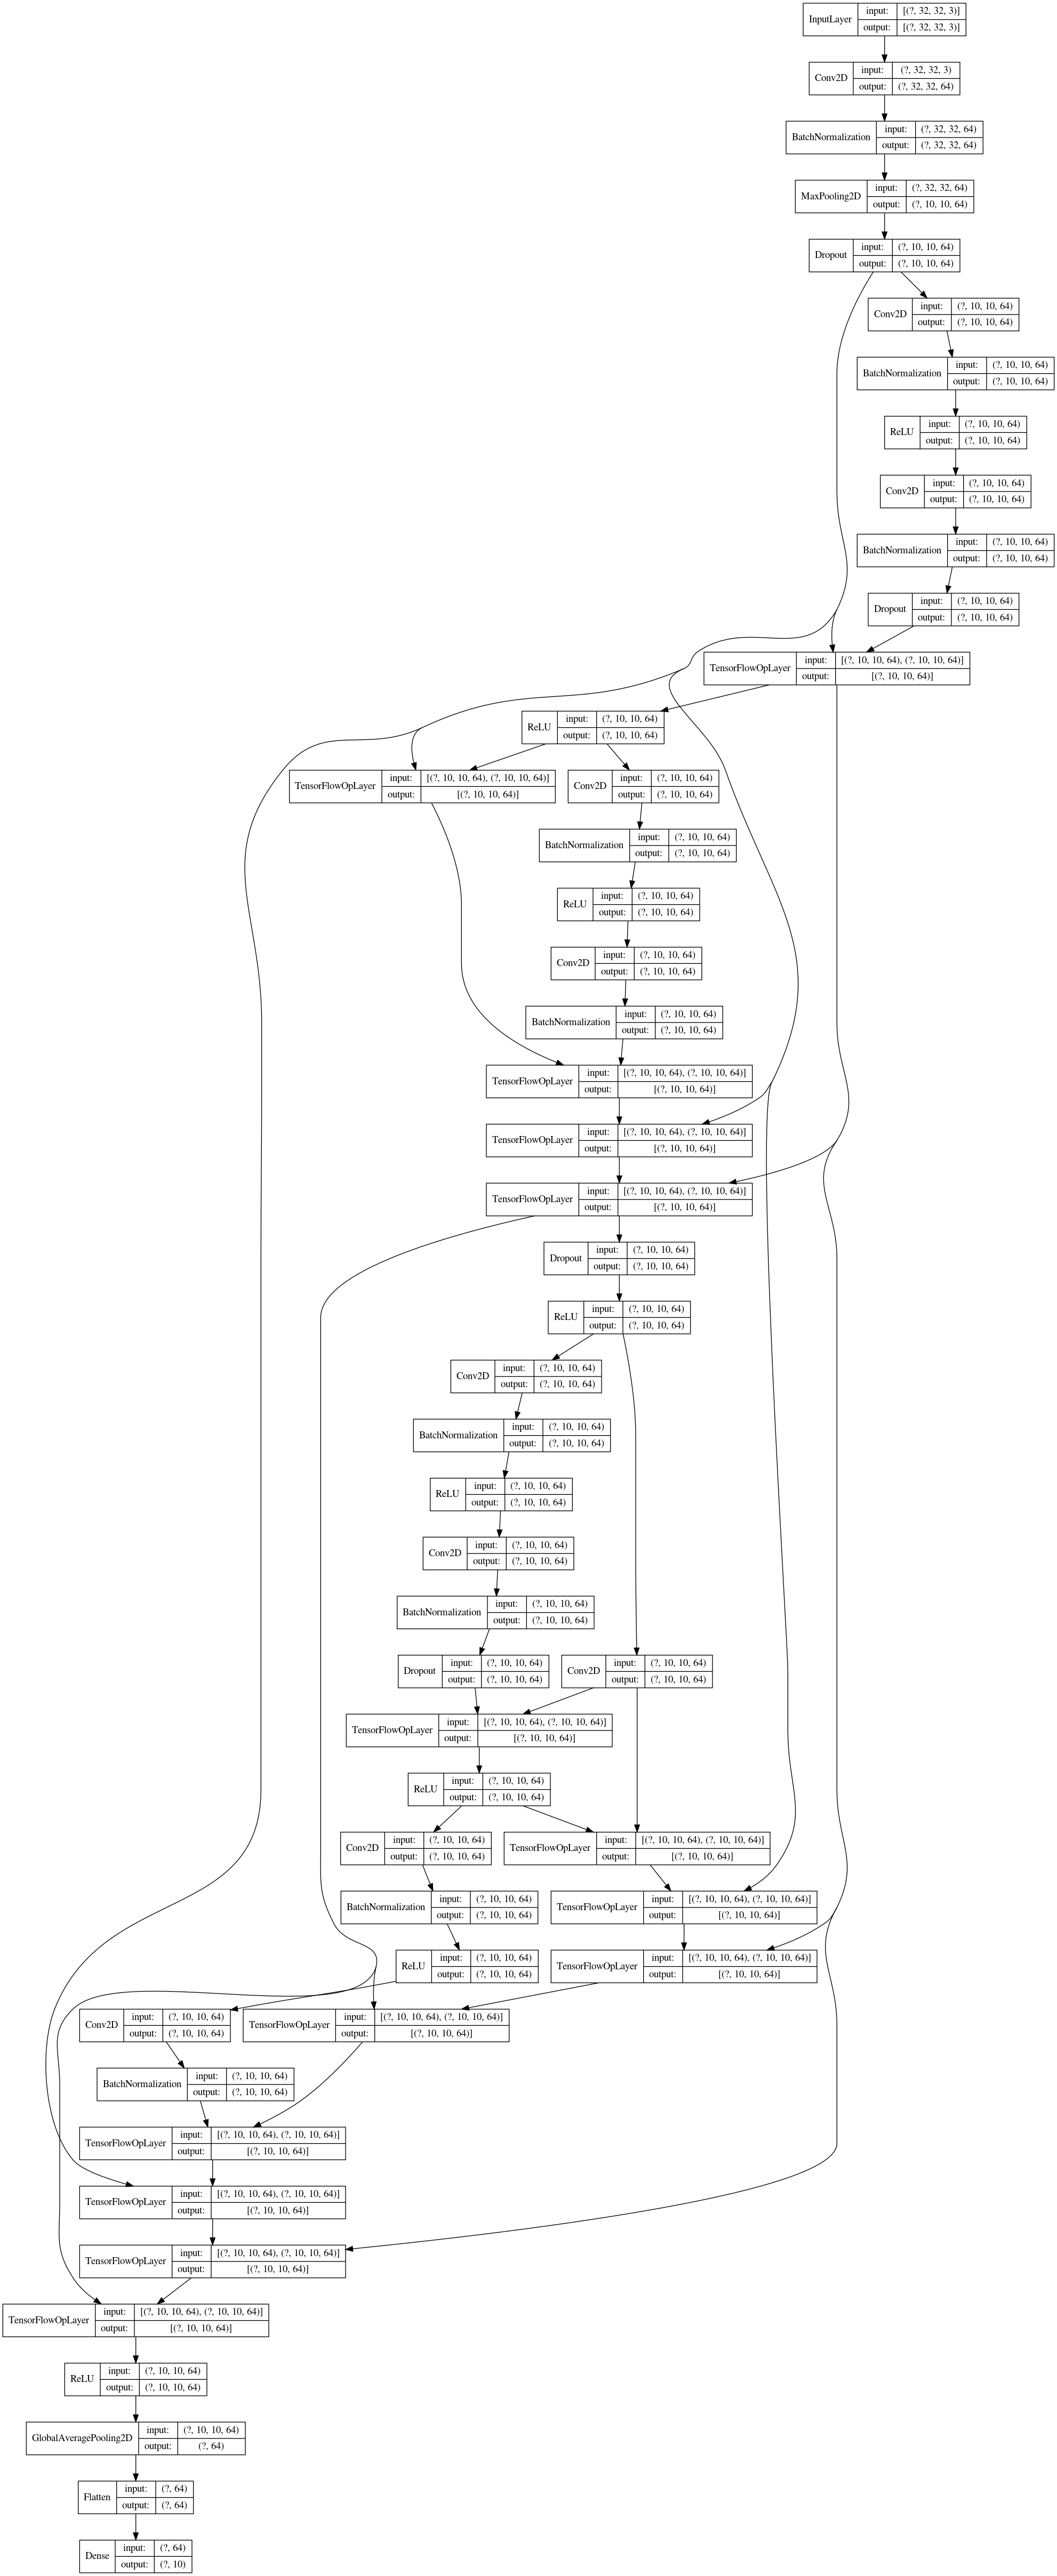 InputLayer input: [(?, 32, 32, 3)]
output: [(?, 32, 32, 3)]
Conv2D input: (?, 32, 32, 3)
output: (?, 32, 32, 64)
BatchNormalization input: (?, 32, 32, 64)
output: (?, 32, 32, 64)
MaxPooling2D input: (?, 32, 32, 64)
output: (?, 10, 10, 64)
Dropout input: (?, 10, 10, 64)
output: (?, 10, 10, 64)
Conv2D input: (?, 10, 10, 64)
output: (?, 10, 10, 64)
BatchNormalization input: (?, 10, 10, 64)
output: (?, 10, 10, 64)
ReLU input: (?, 10, 10, 64)
output: (?, 10, 10, 64)
Conv2D input: (?, 10, 10, 64)
output: (?, 10, 10, 64)
BatchNormalization input: (?, 10, 10, 64)
output: (?, 10, 10, 64)
Dropout input: (?, 10, 10, 64)
output: (?, 10, 10, 64)
TensorFlowOpLayer input: [(?, 10, 10, 64), (?, 10, 10, 64)]
output: [(?, 10, 10, 64)]
ReLU input: (?, 10, 10, 64)
output: (?, 10, 10, 64)
TensorFlowOpLayer input: [(?, 10, 10, 64), (?, 10, 10, 64)]
output: [(?, 10, 10, 64)]
Conv2D input: (?, 10, 10, 64)
output: (?, 10, 10, 64)
BatchNormalization input: (?, 10, 10, 64)
output: (?, 10, 10, 64)
ReLU input: (?, 10, 10, 64)
output: (?, 10, 10, 64)
Conv2D input: (?, 10, 10, 64)
output: (?, 10, 10, 64)
BatchNormalization input: (?, 10, 10, 64)
output: (?, 10, 10, 64)
TensorFlowOpLayer input: [(?, 10, 10, 64), (?, 10, 10, 64)]
output: [(?, 10, 10, 64)]
TensorFlowOpLayer input: [(?, 10, 10, 64), (?, 10, 10, 64)]
output: [(?, 10, 10, 64)]
TensorFlowOpLayer input: [(?, 10, 10, 64), (?, 10, 10, 64)]
output: [(?, 10, 10, 64)]
Dropout input: (?, 10, 10, 64)
output: (?, 10, 10, 64)
ReLU input: (?, 10, 10, 64)
output: (?, 10, 10, 64)
Conv2D input: (?, 10, 10, 64)
output: (?, 10, 10, 64)
BatchNormalization input: (?, 10, 10, 64)
output: (?, 10, 10, 64)
ReLU input: (?, 10, 10, 64)
output: (?, 10, 10, 64)
Conv2D input: (?, 10, 10, 64)
output: (?, 10, 10, 64)
BatchNormalization input: (?, 10, 10, 64)
output: (?, 10, 10, 64)
Dropout input: (?, 10, 10, 64)
output: (?, 10, 10, 64)
Conv2D input: (?, 10, 10, 64)
output: (?, 10, 10, 64)
TensorFlowOpLayer input: [(?, 10, 10, 64), (?, 10, 10, 64)]
output: [(?, 10, 10, 64)]
ReLU input: (?, 10, 10, 64)
output: (?, 10, 10, 64)
Conv2D input: (?, 10, 10, 64)
output: (?, 10, 10, 64)
TensorFlowOpLayer input: [(?, 10, 10, 64), (?, 10, 10, 64)]
output: [(?, 10, 10, 64)]
BatchNormalization input: (?, 10, 10, 64)
output: (?, 10, 10, 64)
TensorFlowOpLayer input: [(?, 10, 10, 64), (?, 10, 10, 64)]
output: [(?, 10, 10, 64)]
ReLU input: (?, 10, 10, 64)
output: (?, 10, 10, 64)
TensorFlowOpLayer input: [(?, 10, 10, 64), (?, 10, 10, 64)]
output: [(?, 10, 10, 64)]
Conv2D input: (?, 10, 10, 64)
output: (?, 10, 10, 64)
TensorFlowOpLayer input: [(?, 10, 10, 64), (?, 10, 10, 64)]
output: [(?, 10, 10, 64)]
BatchNormalization input: (?, 10, 10, 64)
output: (?, 10, 10, 64)
TensorFlowOpLayer input: [(?, 10, 10, 64), (?, 10, 10, 64)]
output: [(?, 10, 10, 64)]
TensorFlowOpLayer input: [(?, 10, 10, 64), (?, 10, 10, 64)]
output: [(?, 10, 10, 64)]
TensorFlowOpLayer input: [(?, 10, 10, 64), (?, 10, 10, 64)]
output: [(?, 10, 10, 64)]
TensorFlowOpLayer input: [(?, 10, 10, 64), (?, 10, 10, 64)]
output: [(?, 10, 10, 64)]
ReLU input: (?, 10, 10, 64)
output: (?, 10, 10, 64)
GlobalAveragePooling2D input: (?, 10, 10, 64)
output: (?, 64)
Flatten input: (?, 64)
output: (?, 64)
Dense input: (?, 64)
output: (?, 10)